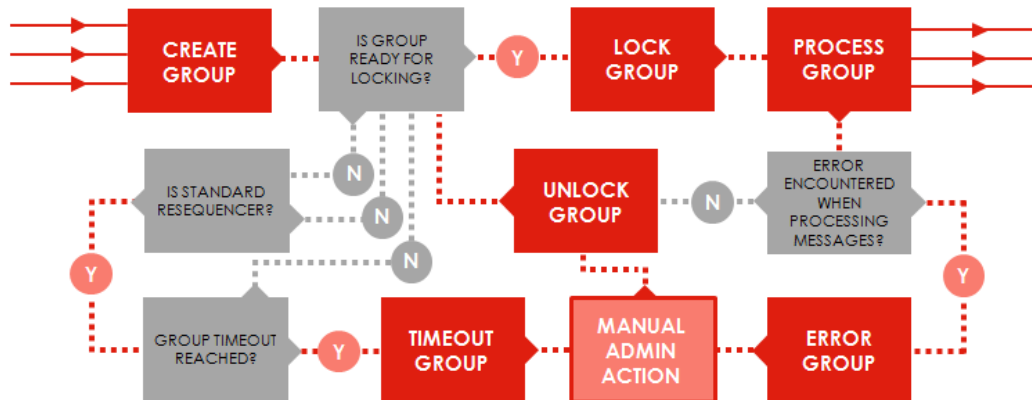 CREATE
GROUP
IS GROUP
READY FOR
LOCKING?
Y
LOCK
GROUP
PROCESS
GROUP
N
IS STANDARD
RESEQUENCER?
N
UNLOCK
GROUP
N
ERROR
ENCOUNTERED
WHEN
PROCESSING
MESSAGES?
Y
N
Y
GROUP TIMEOUT
REACHED?
Y
TIMEOUT
GROUP
MANUAL
ADMIN
ACTION
ERROR
GROUP